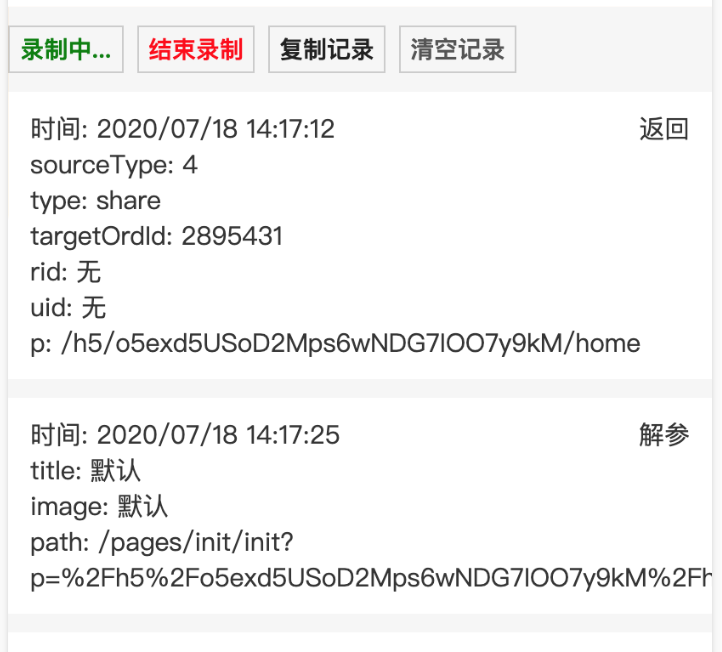 录制中... 结束录制 复制记录 清空记录
时间: 2020/07/18 14:17:12 返回
sourceType: 4
type: share
targetOrdId: 2895431
rid: 无
uid: 无
p: /h5/o5exd5USoD2Mps6wNDG7lOO7y9kM/home
时间: 2020/07/18 14:17:25 解参
title: 默认
image: 默认
path: /pages/init/init?
p=%2Fh5%2Fo5exd5USoD2Mps6wNDG7lOO7y9kM%2Fh